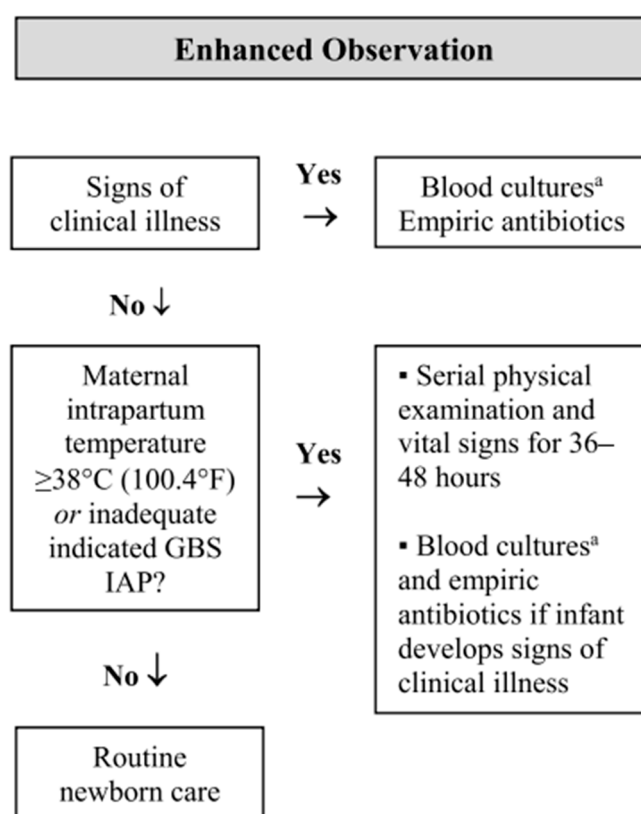 Enhanced Observation
Signs of
clinical illness
Yes
→
Blood culturesᵃ
Empiric antibiotics
No ↓
Maternal
intrapartum
temperature
≥38°C (100.4°F)
or inadequate
indicated GBS
IAP?
Yes
→
▪ Serial physical
examination and
vital signs for 36–
48 hours
▪ Blood culturesᵃ
and empiric
antibiotics if infant
develops signs of
clinical illness
No ↓
Routine
newborn care